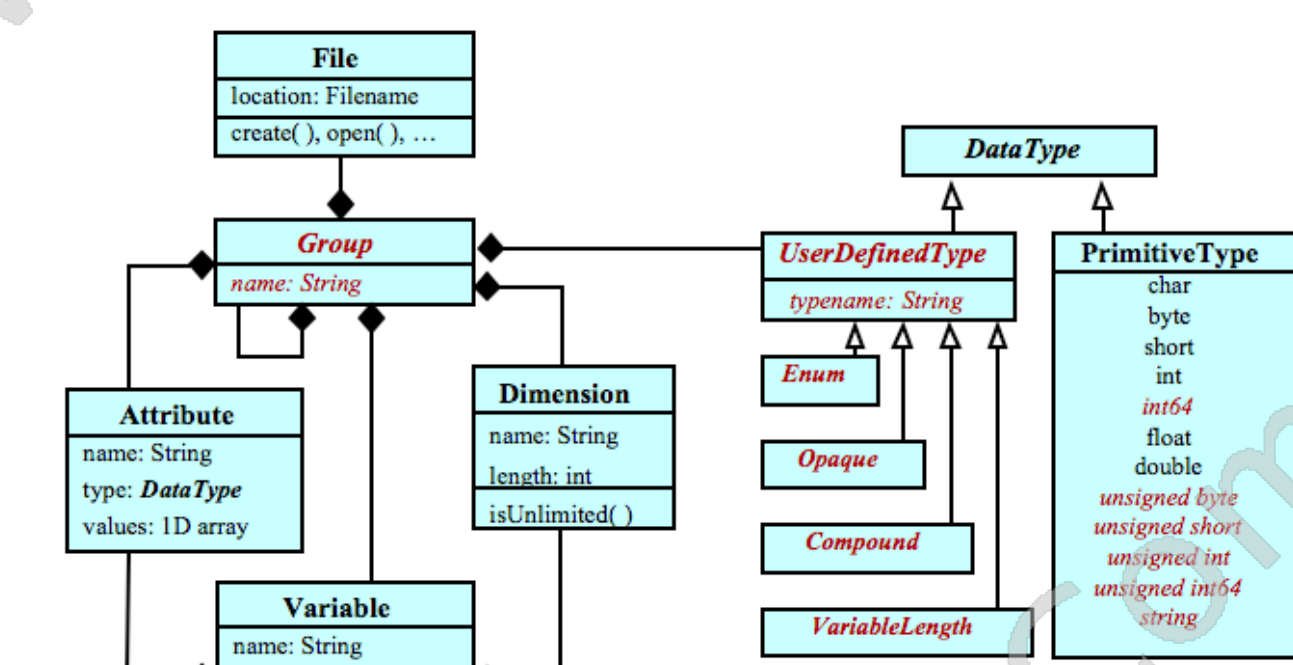 File
location: Filename
create( ), open( ), ...
Group
name: String
Attribute
name: String
type: DataType
values: 1D array
Variable
name: String
Dimension
name: String
length: int
isUnlimited( )
DataType
UserDefinedType
typename: String
Enum
Opaque
Compound
VariableLength
PrimitiveType
char
byte
short
int
int64
float
double
unsigned byte
unsigned short
unsigned int
unsigned int64
string
com